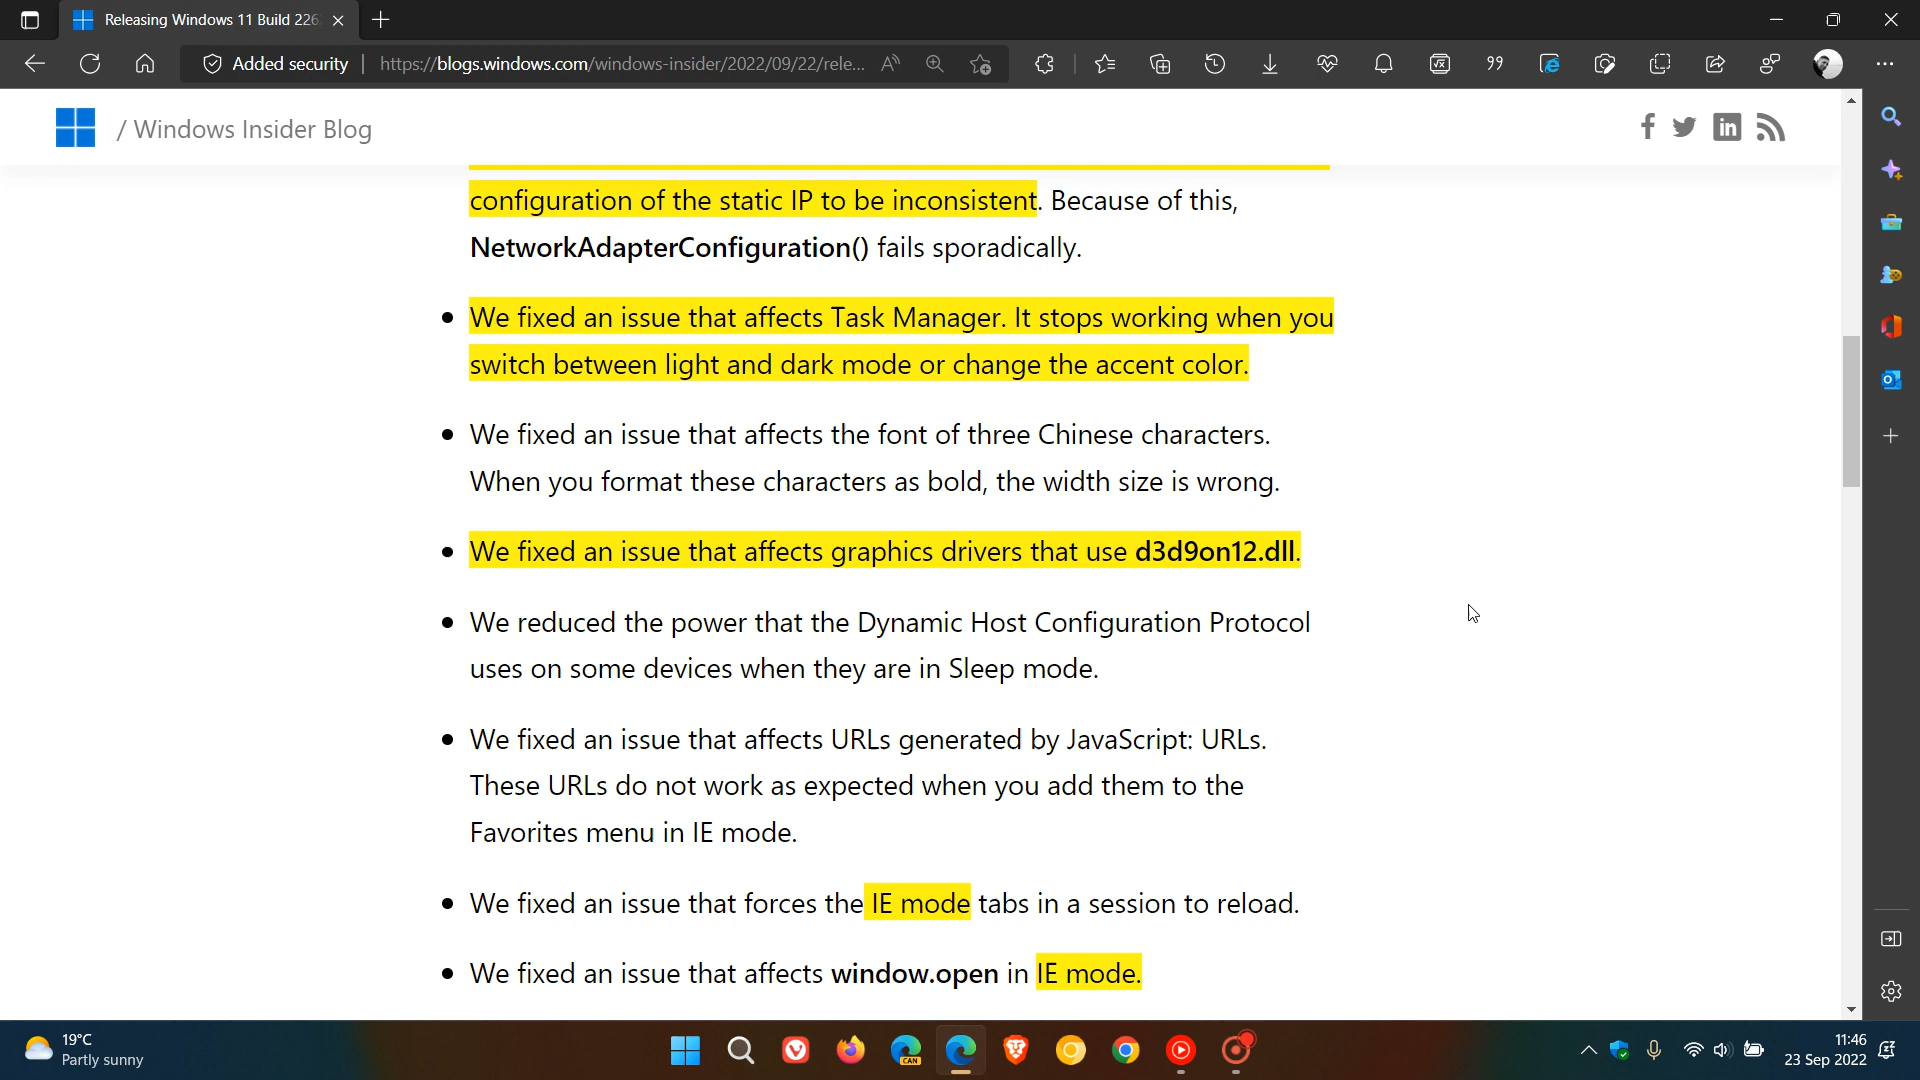 Releasing Windows 11 Build 226
Added security
https://blogs.windows.com/windows-insider/2022/09/22/rele...
/ Windows Insider Blog
configuration of the static IP to be inconsistent. Because of this,
NetworkAdapterConfiguration() fails sporadically.
We fixed an issue that affects Task Manager. It stops working when you
switch between light and dark mode or change the accent color.
We fixed an issue that affects the font of three Chinese characters.
When you format these characters as bold, the width size is wrong.
We fixed an issue that affects graphics drivers that use d3d9on12.dll.
We reduced the power that the Dynamic Host Configuration Protocol
uses on some devices when they are in Sleep mode.
We fixed an issue that affects URLs generated by JavaScript: URLs.
These URLs do not work as expected when you add them to the
Favorites menu in IE mode.
We fixed an issue that forces the IE mode tabs in a session to reload.
We fixed an issue that affects window.open in IE mode.
19°C
Partly sunny
CAN
11:46
23 Sep 2022